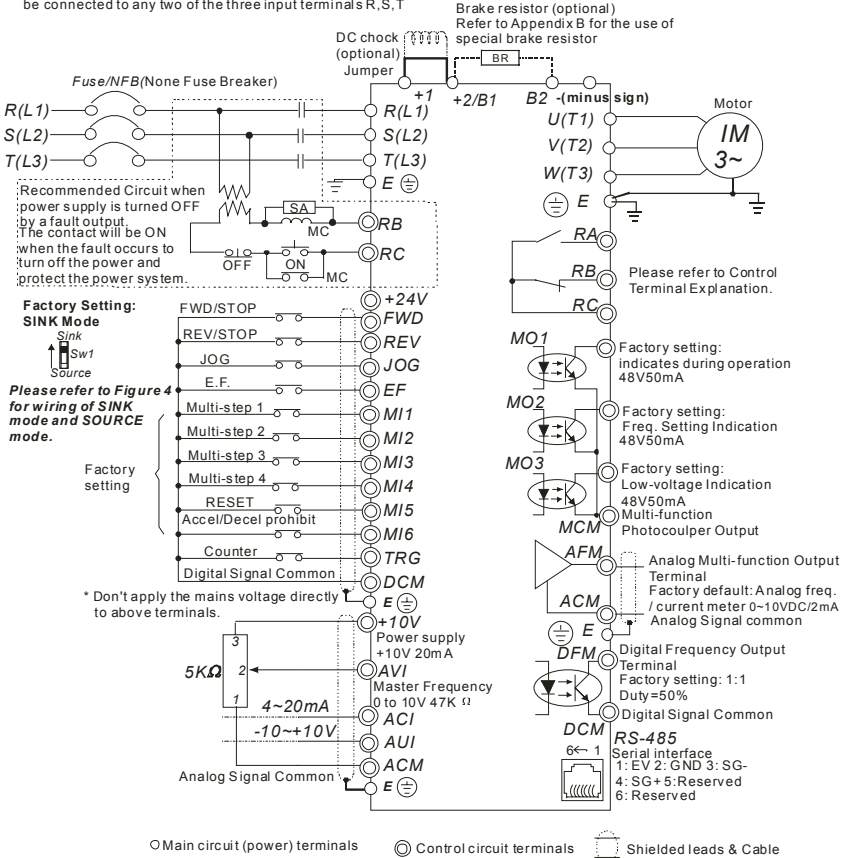 be connected to any two of the three input terminals R,S,T
Brake resistor (optional)
Refer to Appendix B for the use of
special brake resistor
DC chock
(optional)
Jumper
BR
Fuse/NFB(None Fuse Breaker)
+1
+2/B1
B2
-(minus sign)
R(L1)
S(L2)
T(L3)
R(L1)
S(L2)
T(L3)
E
U(T1)
V(T2)
W(T3)
E
Motor
IM
3~
Recommended Circuit when
power supply is turned OFF
by a fault output.
The contact will be ON
when the fault occurs to
turn off the power and
protect the power system.
SA
MC
OFF
ON
MC
RB
RC
RA
RB
RC
Please refer to Control
Terminal Explanation.
Factory Setting:
SINK Mode
Sink
Sw1
Source
Please refer to Figure 4
for wiring of SINK
mode and SOURCE
mode.
Factory
setting
+24V
FWD/STOP
FWD
REV/STOP
REV
JOG
JOG
E.F.
EF
Multi-step 1
MI1
Multi-step 2
MI2
Multi-step 3
MI3
Multi-step 4
MI4
RESET
MI5
Accel/Decel prohibit
MI6
Counter
TRG
Digital Signal Common
DCM
E
* Don't apply the mains voltage directly
to above terminals.
MO1
Factory setting:
indicates during operation
48V50mA
MO2
Factory setting:
Freq. Setting Indication
48V50mA
MO3
Factory setting:
Low-voltage Indication
48V50mA
MCM
Multi-function
Photocoulper Output
AFM
Analog Multi-function Output
Terminal
Factory default: Analog freq.
/ current meter 0~10VDC/2mA
ACM
Analog Signal common
E
+10V
Power supply
+10V 20mA
3
5KΩ
2
1
AVI
Master Frequency
0 to 10V 47K Ω
4~20mA
ACI
-10~+10V
AUI
ACM
Analog Signal Common
E
DFM
Digital Frequency Output
Terminal
Factory setting: 1:1
Duty=50%
DCM
Digital Signal Common
RS-485
Serial interface
6← 1
1: EV 2: GND 3: SG-
4: SG+ 5:Reserved
6: Reserved
Main circuit (power) terminals
Control circuit terminals
Shielded leads & Cable